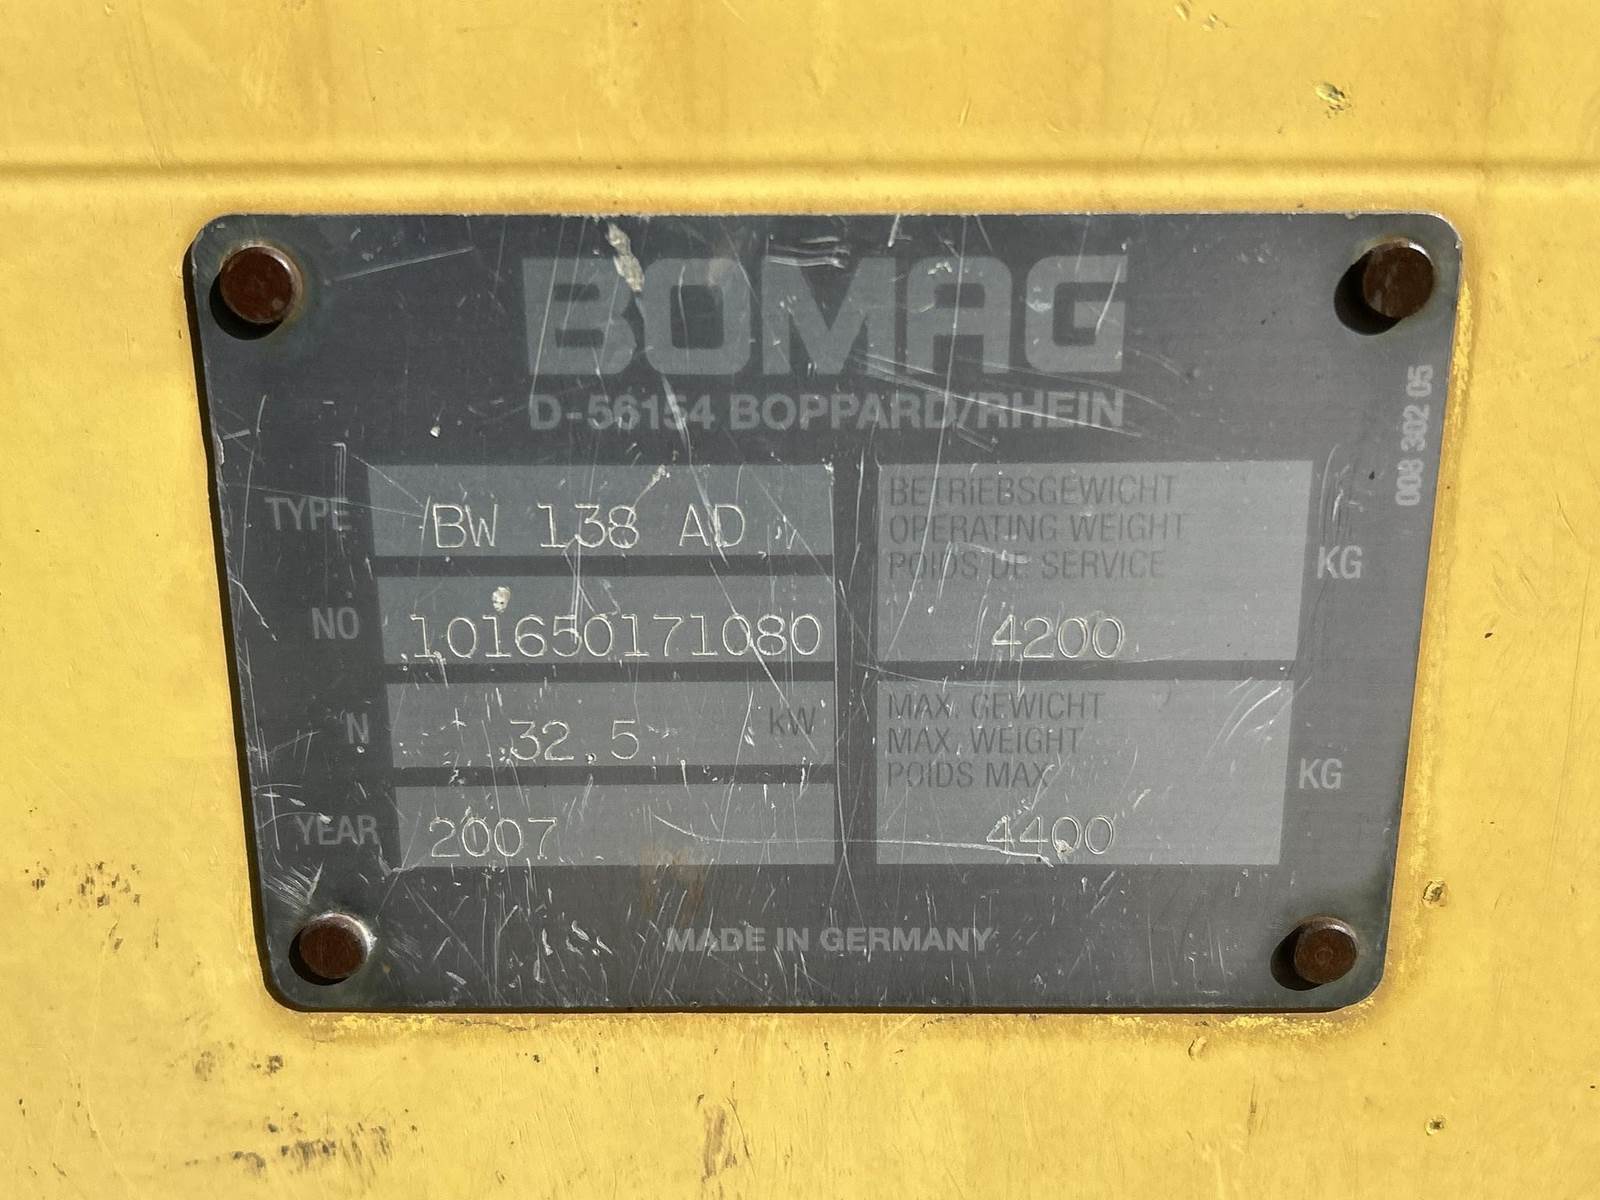 BOMAG
D-56154 BOPPARD/RHEIN
008 302 05
TYPE BW 138 AD
NO 101650171080
N 32.5 kW
YEAR 2007
BETRIEBSGEWICHT
OPERATING WEIGHT
POIDS DE SERVICE
4200 KG
MAX. GEWICHT
MAX. WEIGHT
POIDS MAX
4400 KG
MADE IN GERMANY